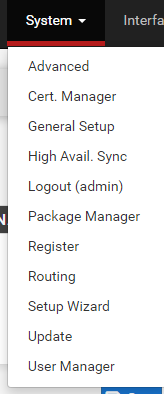 System Interfa
Advanced
Cert. Manager
General Setup
High Avail. Sync
Logout (admin)
Package Manager
Register
Routing
Setup Wizard
Update
User Manager